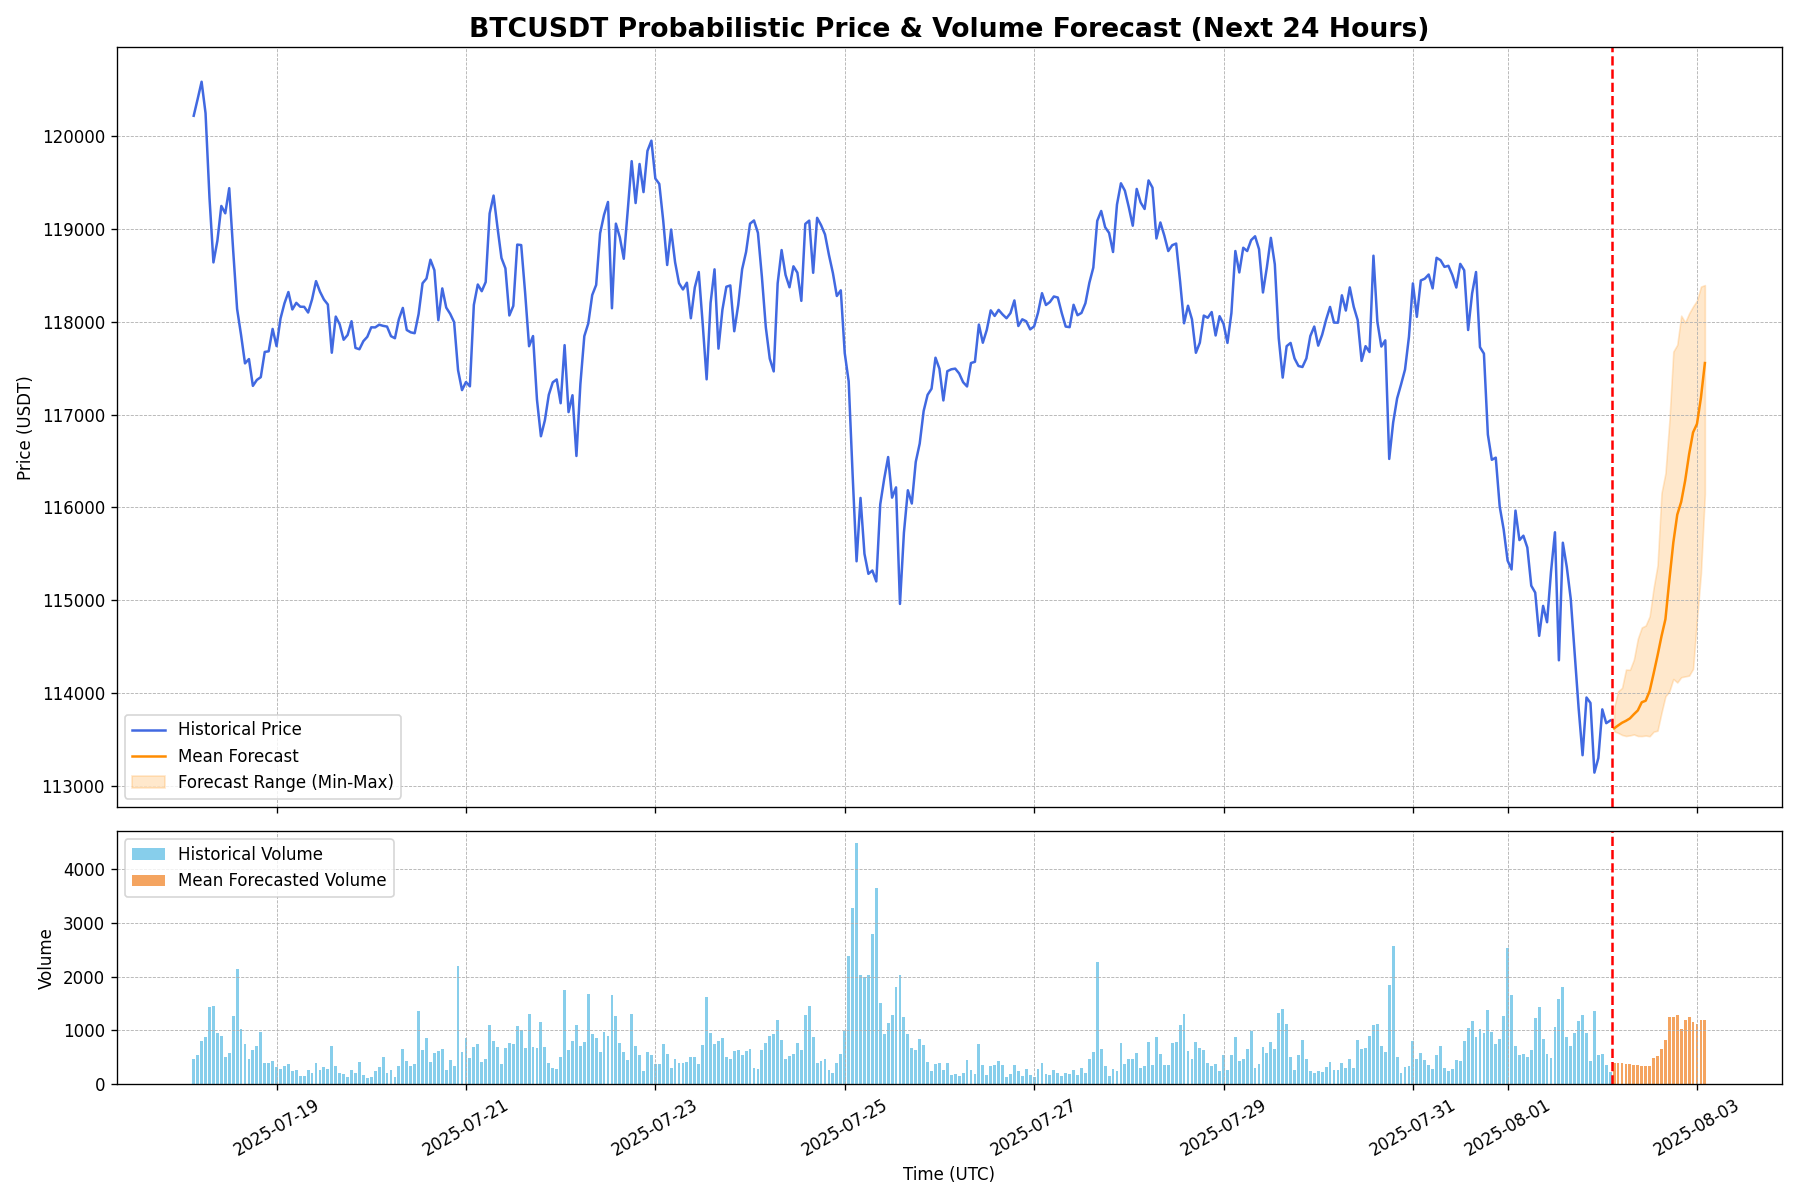 BTCUSDT Probabilistic Price & Volume Forecast (Next 24 Hours)
Price (USDT)
120000
119000
118000
117000
116000
115000
114000
113000
Historical Price
Mean Forecast
Forecast Range (Min-Max)
Volume
4000
3000
2000
1000
0
Historical Volume
Mean Forecasted Volume
2025-07-19
2025-07-21
2025-07-23
2025-07-25
2025-07-27
2025-07-29
2025-07-31
2025-08-01
2025-08-03
Time (UTC)